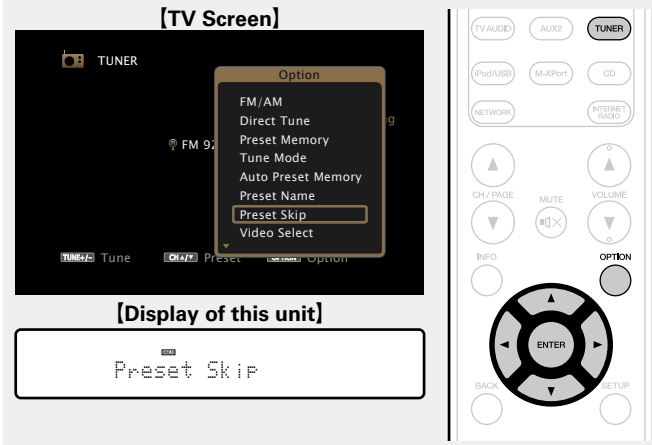 【TV Screen】
TUNER
Option
FM/AM
Direct Tune
Preset Memory
Tune Mode
Auto Preset Memory
Preset Name
Preset Skip
Video Select
FM 92
g
TUNE+/- Tune CH▲/▼ Preset OPTION Option
【Display of this unit】
Preset Skip
TV AUDIO AUX2 TUNER
iPod/USB M-XPort CD
NETWORK INTERNET RADIO
CH / PAGE MUTE VOLUME
INFO OPTION
ENTER
BACK SETUP